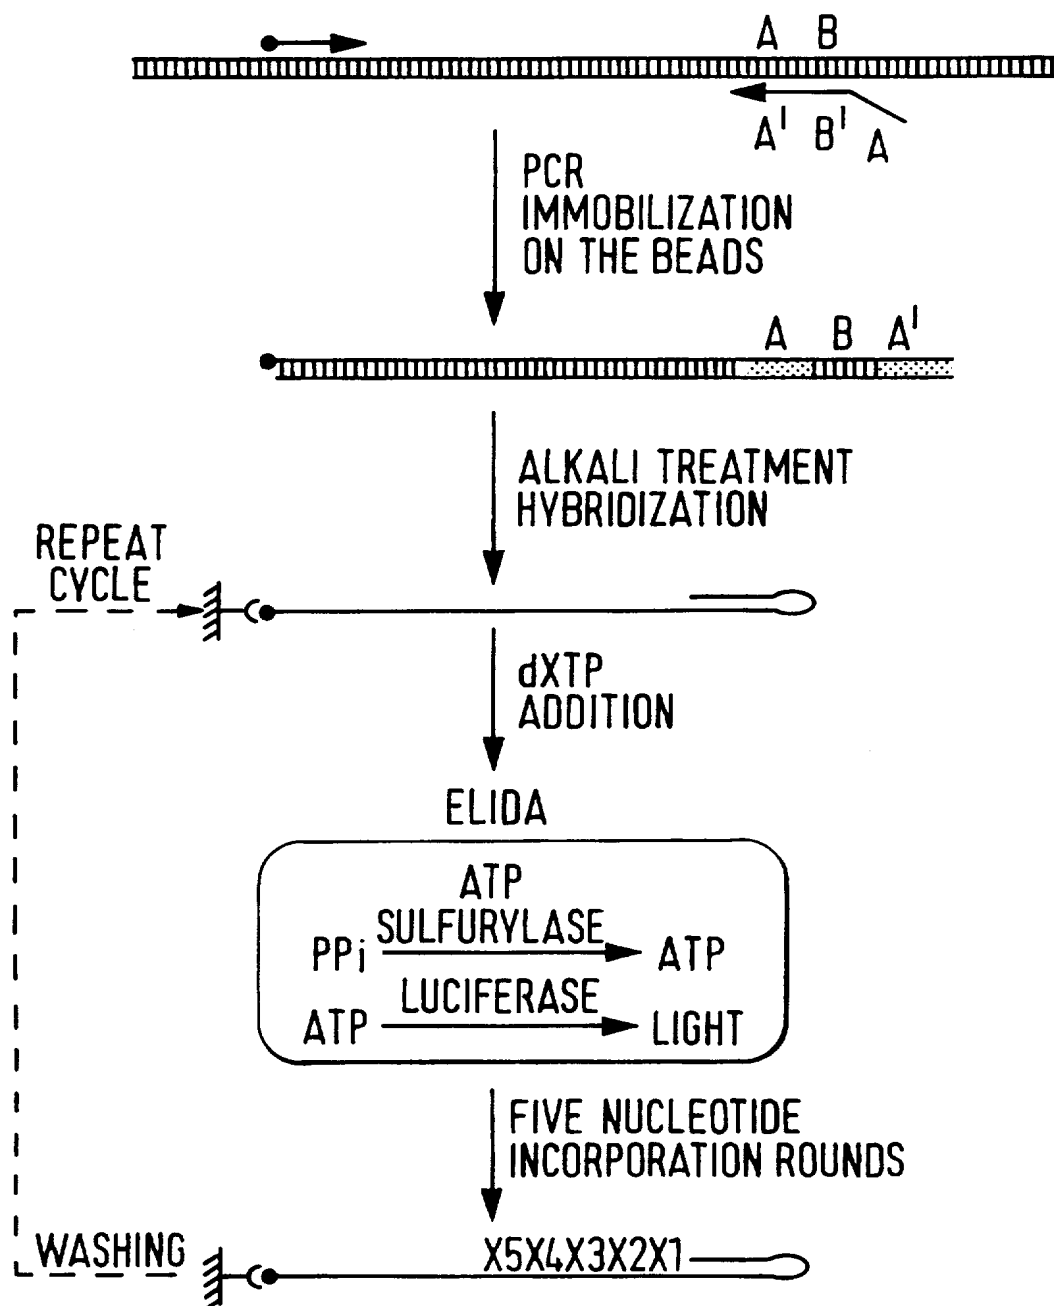 A B
A' B' A
PCR
IMMOBILIZATION
ON THE BEADS
A B A'
ALKALI TREATMENT
HYBRIDIZATION
REPEAT
CYCLE
dXTP
ADDITION
ELIDA
ATP
SULFURYLASE
PPi ATP
LUCIFERASE
ATP LIGHT
FIVE NUCLEOTIDE
INCORPORATION ROUNDS
WASHING
X5X4X3X2X1